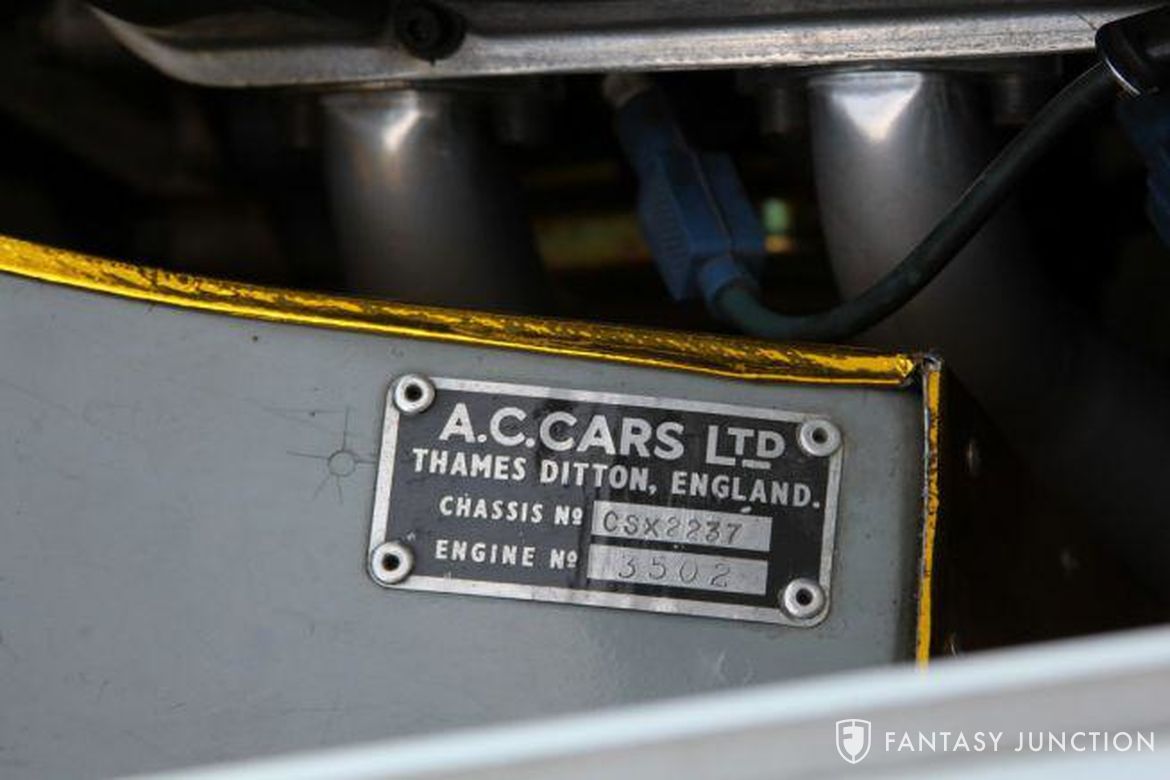 A.C.CARS LTD
THAMES DITTON, ENGLAND.
CHASSIS Nº CSX2237
ENGINE Nº 3502
FANTASY JUNCTION